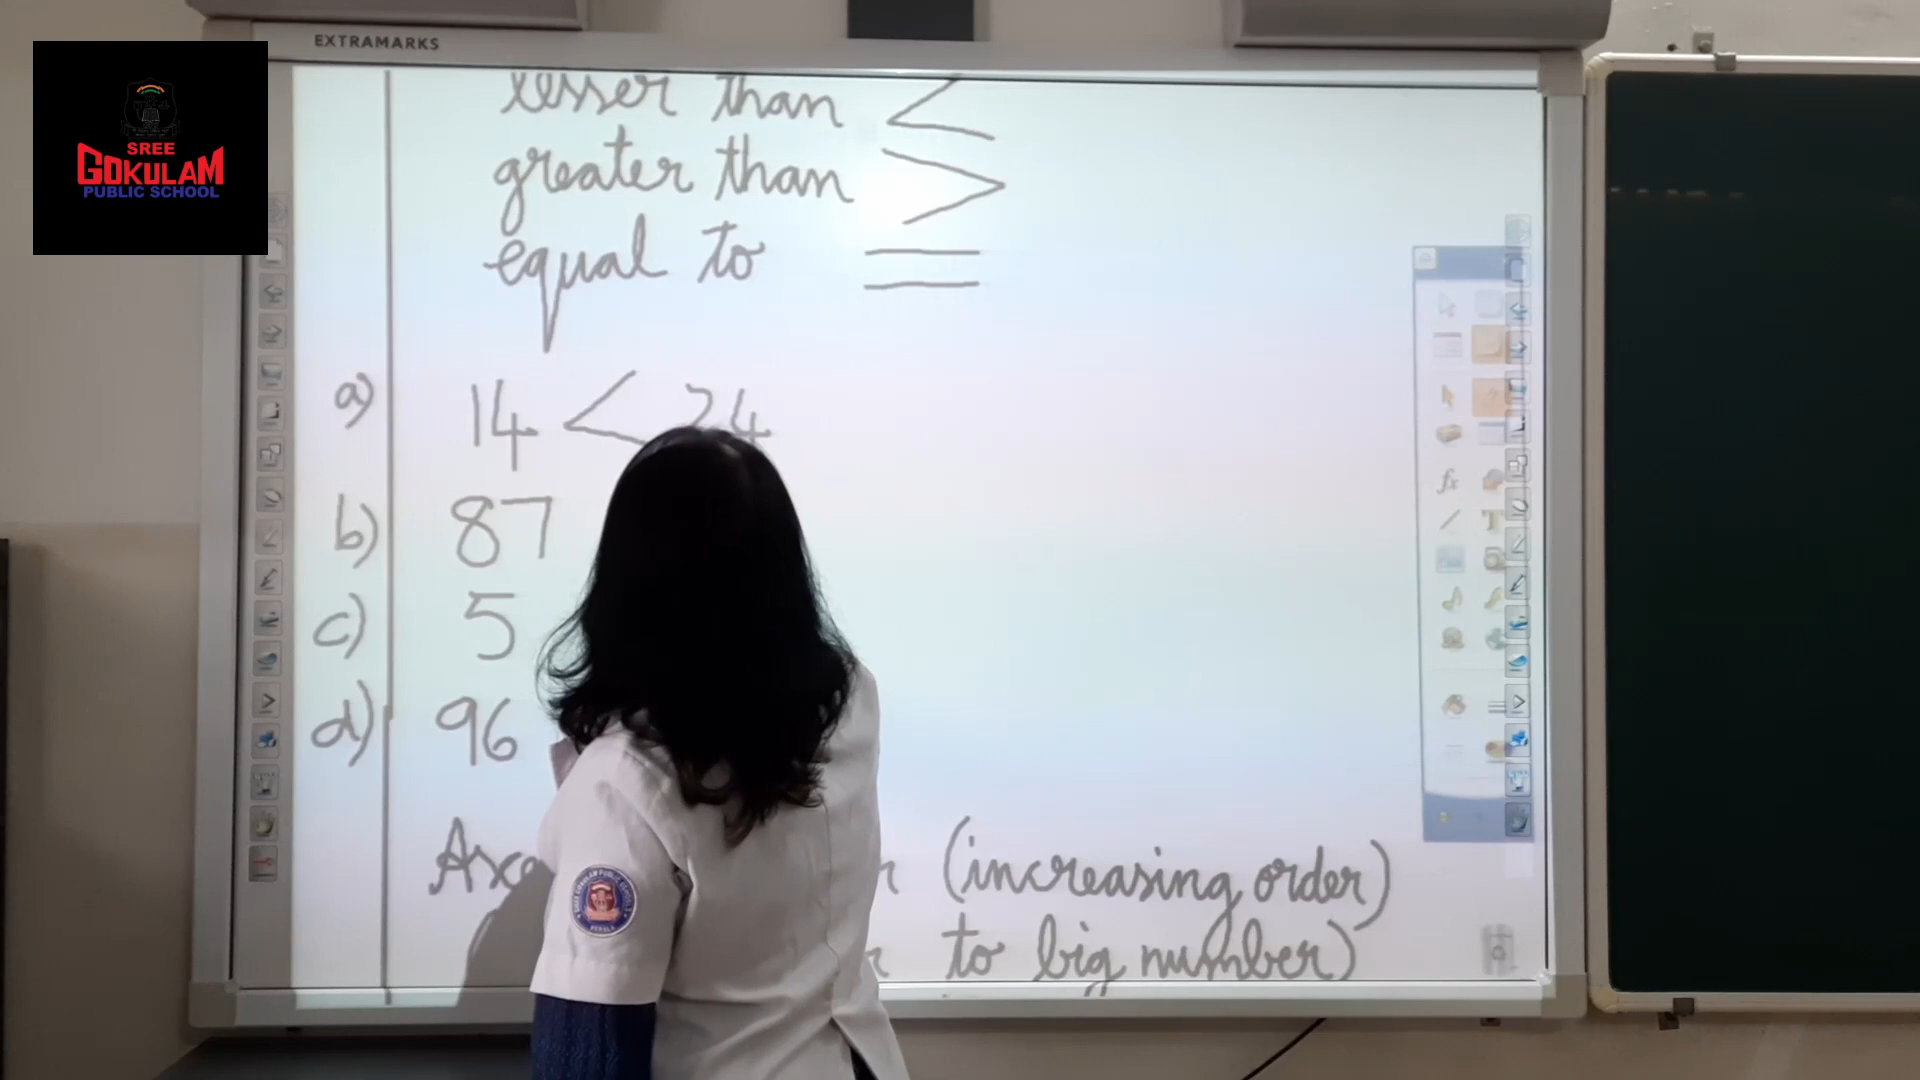 EXTRAMARKS
SREE
GOKULAM
PUBLIC SCHOOL
lesser than <
greater than >
equal to =
a) 14 < 24
b) 87
c) 5
d) 96
(increasing order)
to big number)